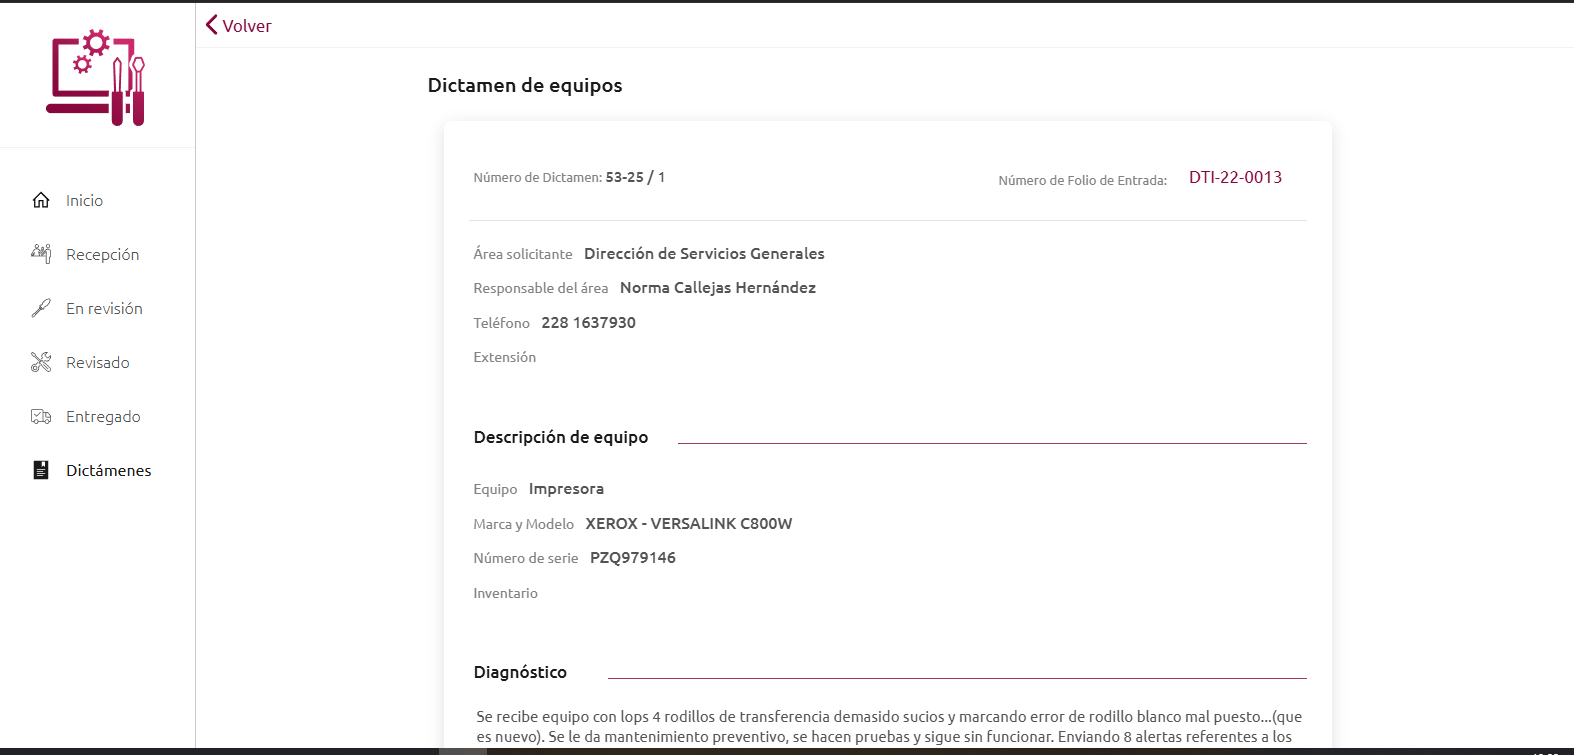 Volver
Dictamen de equipos
Número de Dictamen: 53-25 / 1
Número de Folio de Entrada: DTI-22-0013
Inicio
Recepción
En revisión
Revisado
Entregado
Dictámenes
Área solicitante Dirección de Servicios Generales
Responsable del área Norma Callejas Hernández
Teléfono 228 1637930
Extensión
Descripción de equipo
Equipo Impresora
Marca y Modelo XEROX - VERSALINK C800W
Número de serie PZQ979146
Inventario
Diagnóstico
Se recibe equipo con lops 4 rodillos de transferencia demasido sucios y marcando error de rodillo blanco mal puesto...(que
es nuevo). Se le da mantenimiento preventivo, se hacen pruebas y sigue sin funcionar. Enviando 8 alertas referentes a los